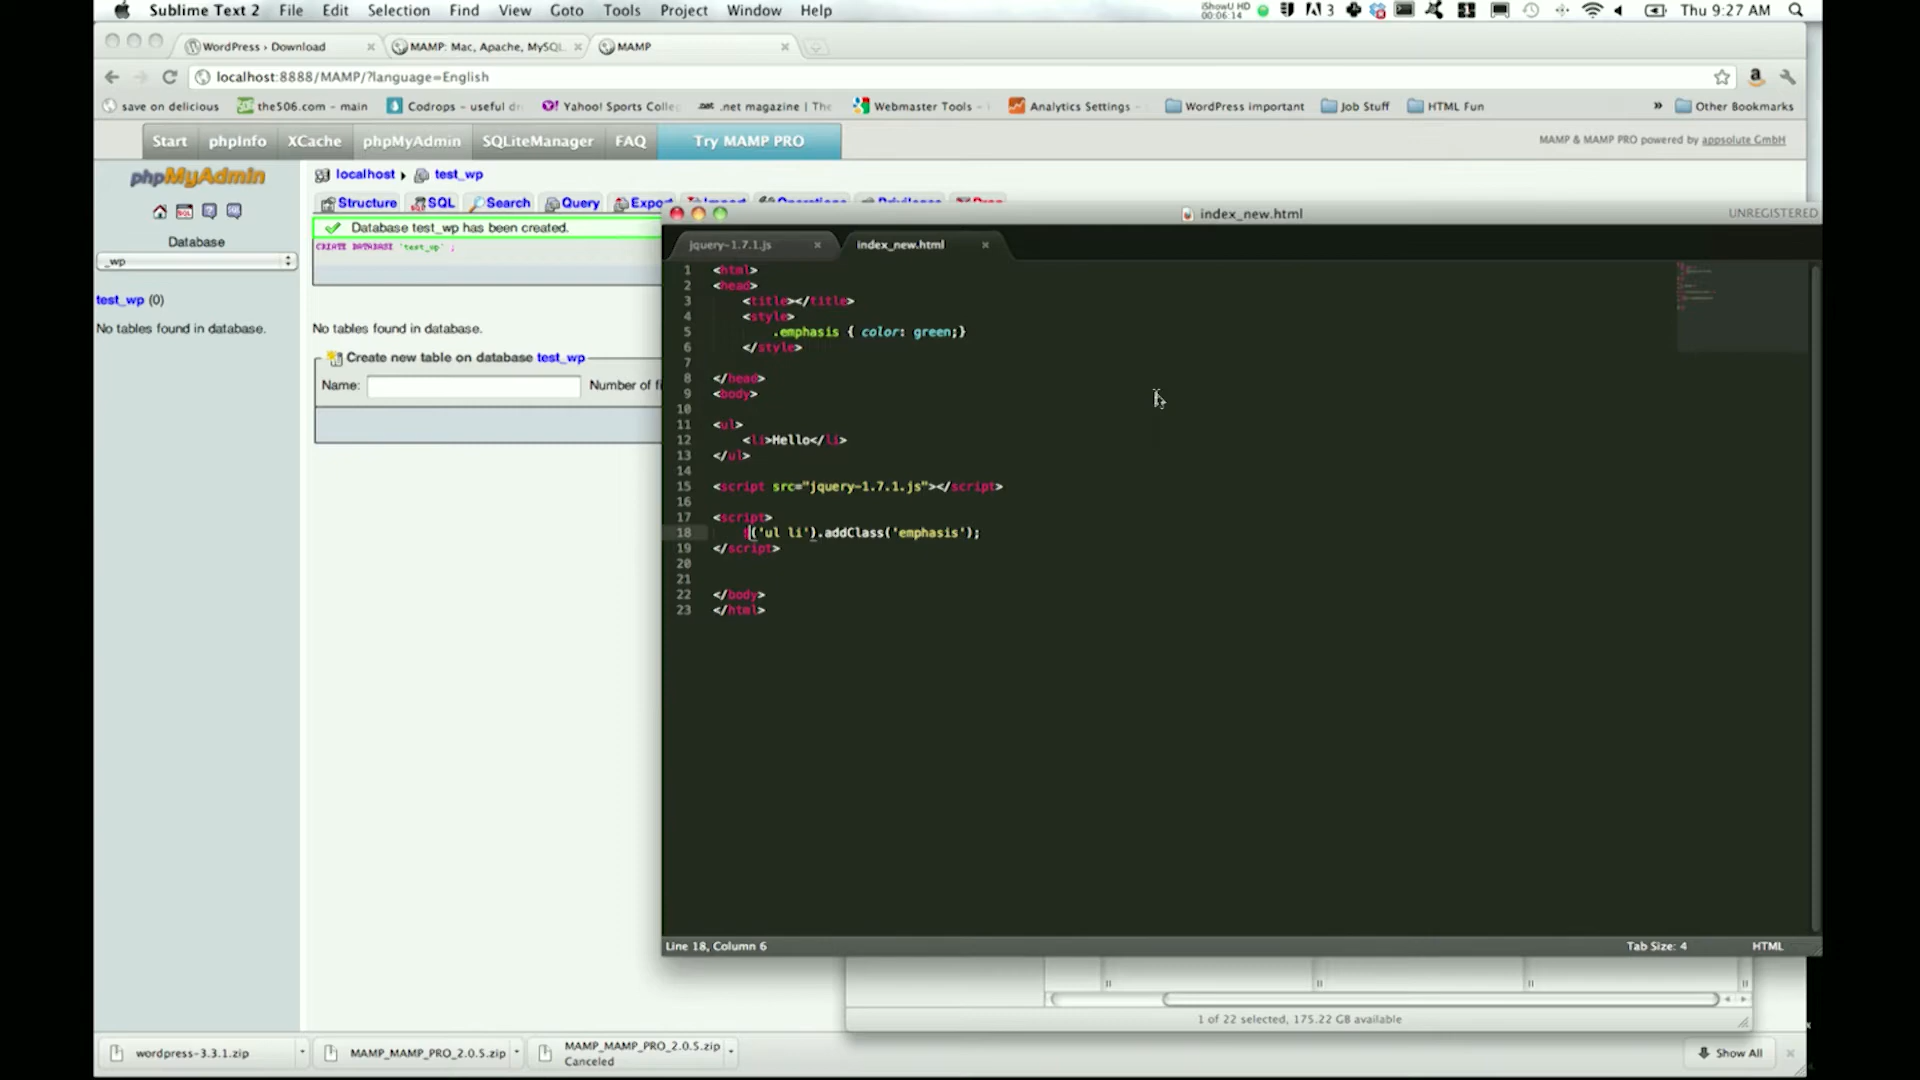 Sublime Text 2 File Edit Selection Find View Goto Tools Project Window Help iShowU HD 00:06:14 3 Thu 9:27 AM
WordPress › Download MAMP: Mac, Apache, MySQL MAMP
localhost:8888/MAMP/?language=English
save on delicious the506.com - main Codrops - useful Yahoo! Sports Colle .net .net magazine | The Webmaster Tools - Analytics Settings - WordPress important Job Stuff HTML Fun » Other Bookmarks
Start phpInfo XCache phpMyAdmin SQLiteManager FAQ Try MAMP PRO MAMP & MAMP PRO powered by appsolute GmbH
phpMyAdmin
localhost ▸ test_wp
Structure SQL Search Query Export
Database test_wp has been created.
CREATE DATABASE `test_wp` ;
Database
_wp
test_wp (0)
No tables found in database.
No tables found in database.
Create new table on database test_wp
Name: Number of
index_new.html UNREGISTERED
jquery-1.7.1.js index_new.html
1 <html>
2 <head>
3 <title></title>
4 <style>
5 .emphasis { color: green;}
6 </style>
7
8 </head>
9 <body>
10
11 <ul>
12 <li>Hello</li>
13 </ul>
14
15 <script src="jquery-1.7.1.js"></script>
16
17 <script>
18 $('ul li').addClass('emphasis');
19 </script>
20
21
22 </body>
23 </html>
Line 18, Column 6 Tab Size: 4 HTML
1 of 22 selected, 175.22 GB available
wordpress-3.3.1.zip MAMP_MAMP_PRO_2.0.5.zip MAMP_MAMP_PRO_2.0.5.zip Show All
Canceled